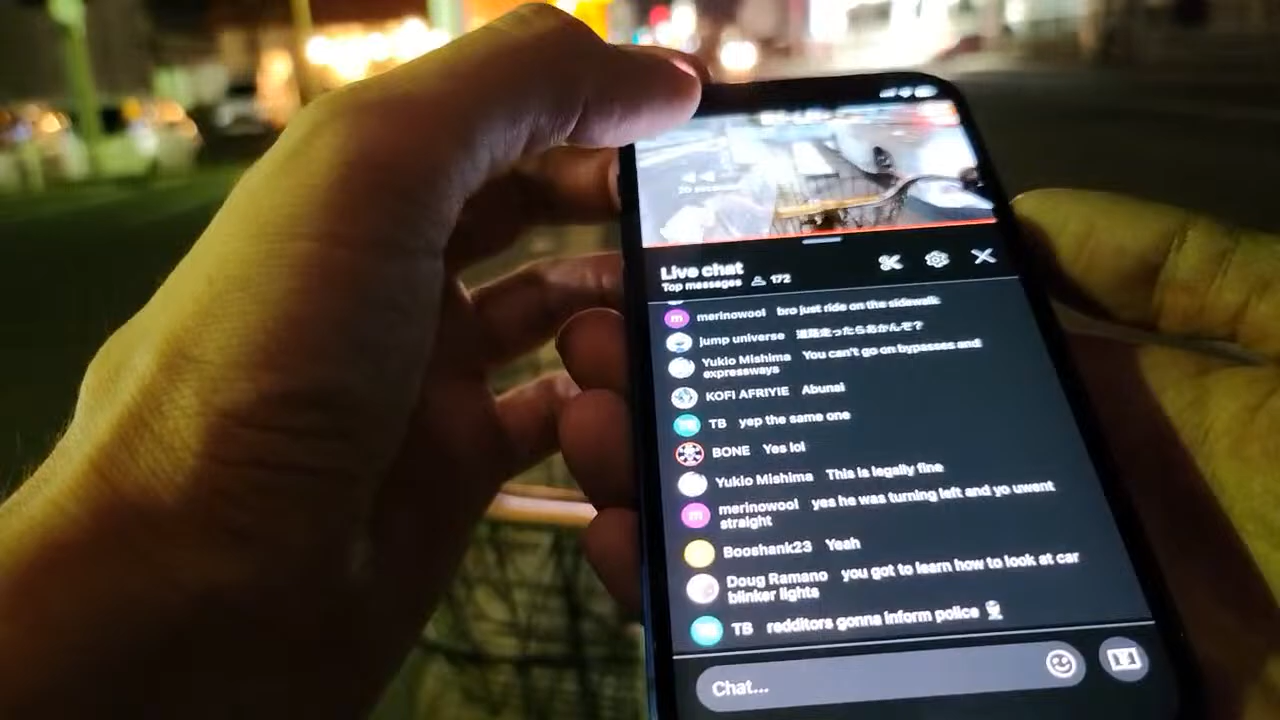 20 seconds
Live chat
Top messages 172
merinowool bro just ride on the sidewalk
jump universe 道路走ったらあかんぞ?
Yukio Mishima You can't go on bypasses and
expressways
KOFI AFRIYIE Abunai
TB yep the same one
BONE Yes lol
Yukio Mishima This is legally fine
merinowool yes he was turning left and yo uwent
straight
Booshank23 Yeah
Doug Ramano you got to learn how to look at car
blinker lights
TB redditors gonna inform police
Chat...